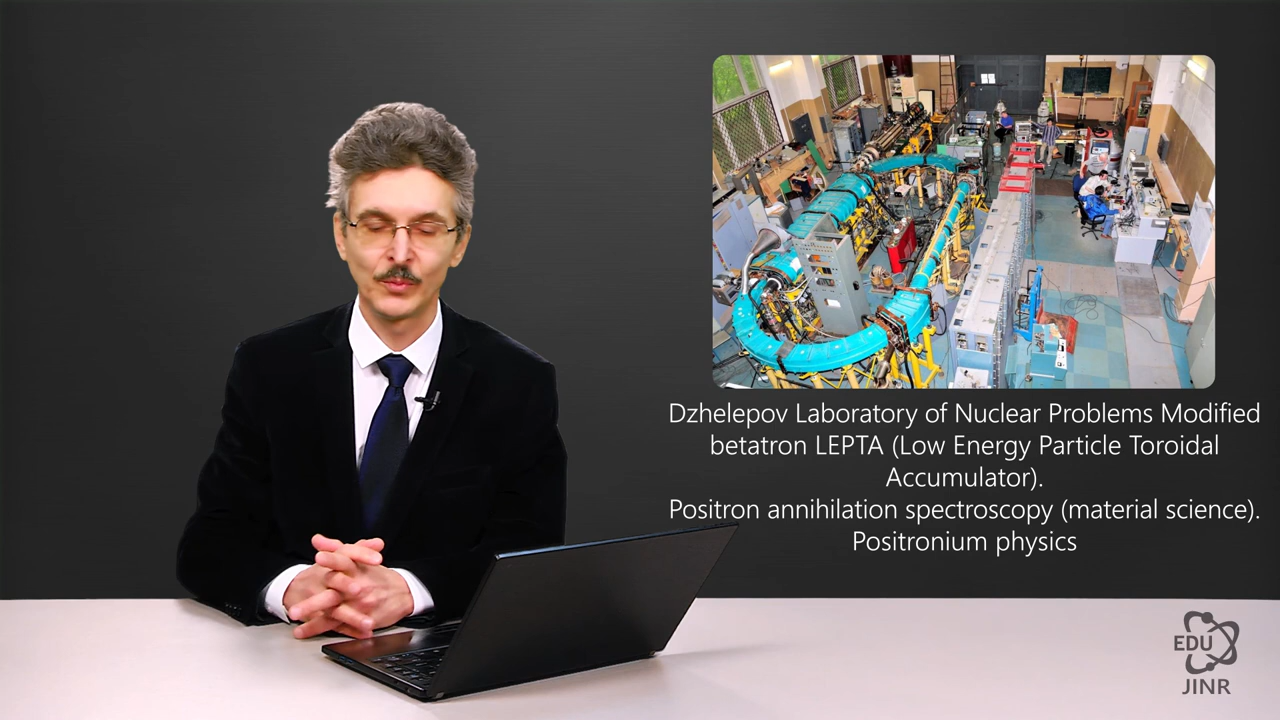 Dzhelepov Laboratory of Nuclear Problems Modified
betatron LEPTA (Low Energy Particle Toroidal
Accumulator).
Positron annihilation spectroscopy (material science).
Positronium physics
EDU
JINR